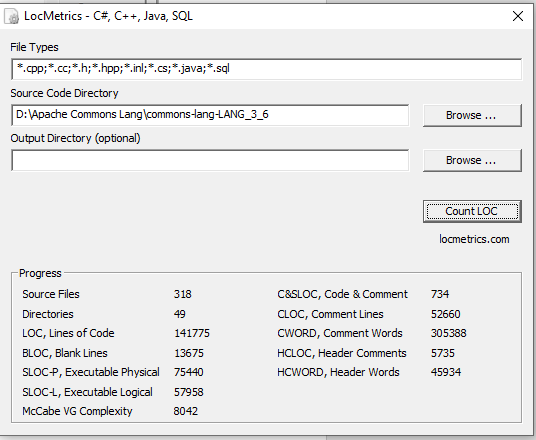 LocMetrics - C#, C++, Java, SQL
File Types
*.cpp;*.cc;*.h;*.hpp;*.inl;*.cs;*.java;*.sql
Source Code Directory
D:\Apache Commons Lang\commons-lang-LANG_3_6
Browse ...
Output Directory (optional)
Browse ...
Count LOC
locmetrics.com
Progress
Source Files 318 C&SLOC, Code & Comment 734
Directories 49 CLOC, Comment Lines 52660
LOC, Lines of Code 141775 CWORD, Comment Words 305388
BLOC, Blank Lines 13675 HCLOC, Header Comments 5735
SLOC-P, Executable Physical 75440 HCWORD, Header Words 45934
SLOC-L, Executable Logical 57958
McCabe VG Complexity 8042